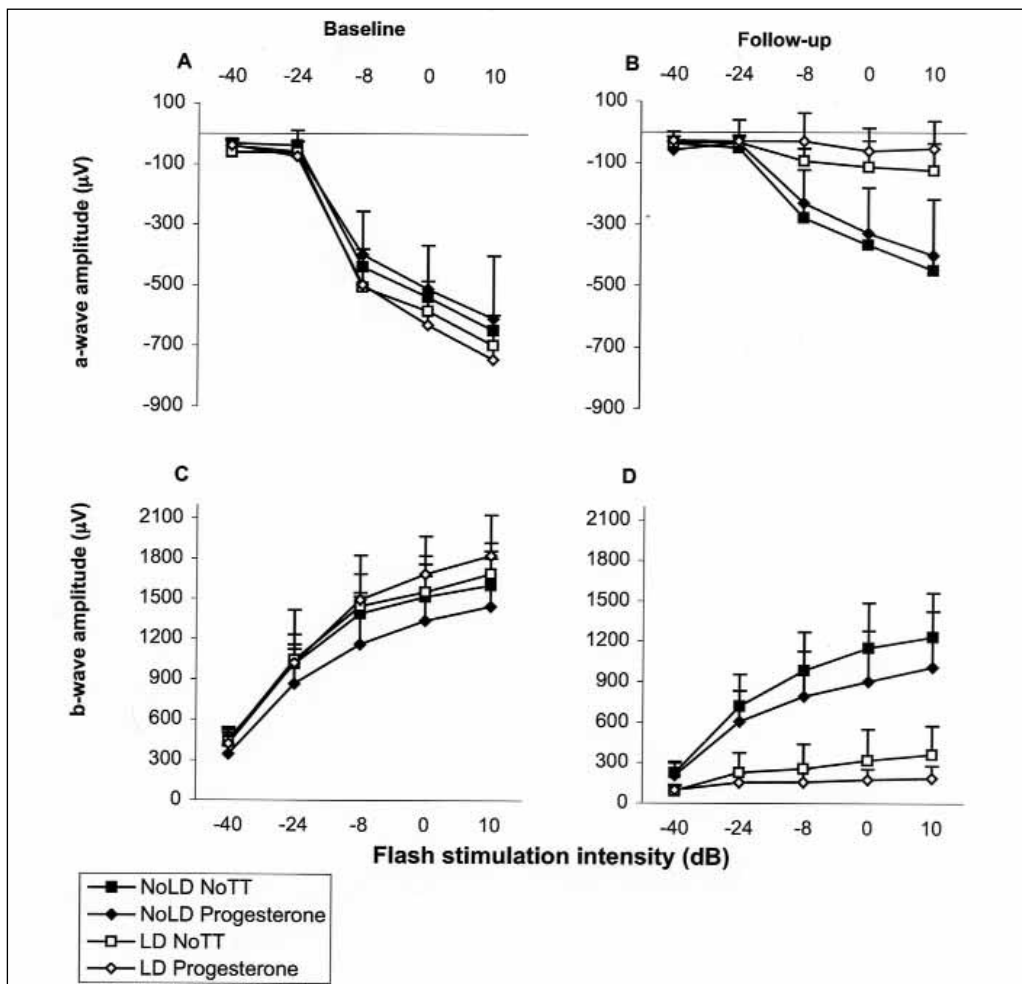 Baseline
Follow-up
A
-40 -24 -8 0 10
100
-100
-300
-500
-700
-900
a-wave amplitude (µV)
B
-40 -24 -8 0 10
100
-100
-300
-500
-700
-900
C
2100
1800
1500
1200
900
600
300
0
b-wave amplitude (µV)
-40 -24 -8 0 10
D
2100
1800
1500
1200
900
600
300
0
-40 -24 -8 0 10
Flash stimulation intensity (dB)
NoLD NoTT
NoLD Progesterone
LD NoTT
LD Progesterone